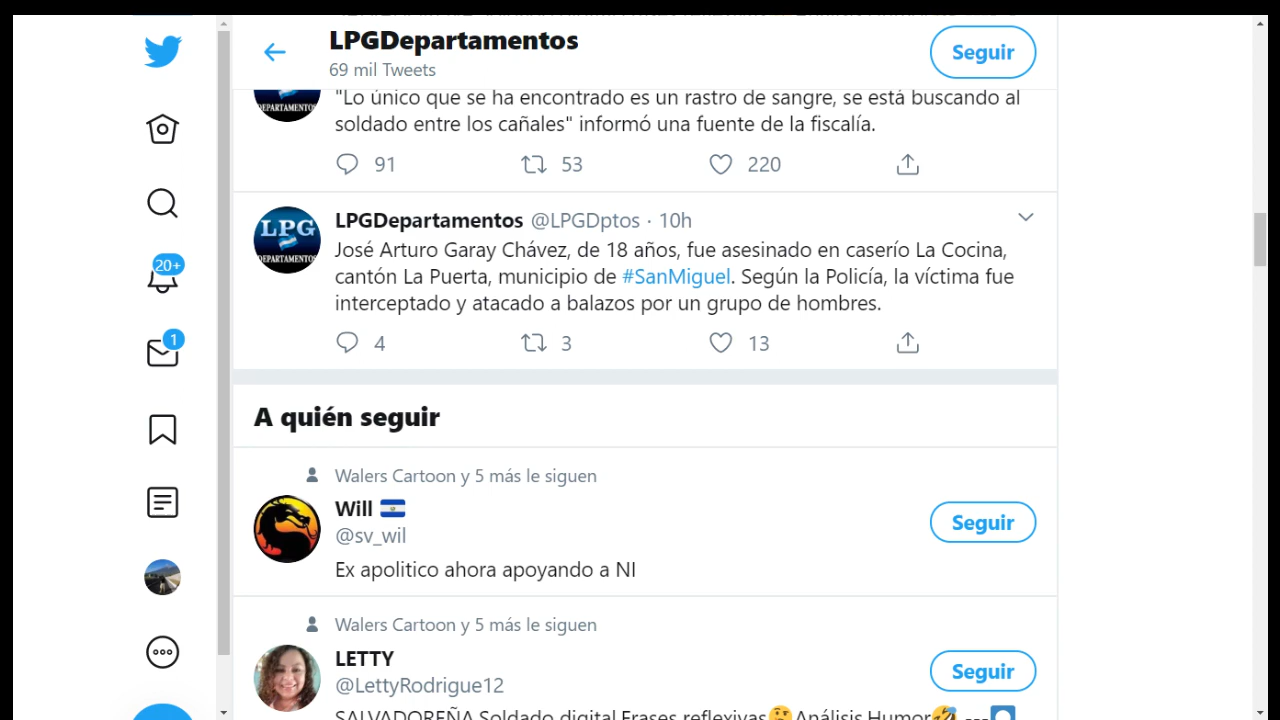 LPGDepartamentos
69 mil Tweets
Seguir
"Lo único que se ha encontrado es un rastro de sangre, se está buscando al
soldado entre los cañales" informó una fuente de la fiscalía.
DEPARTAMENTOS
91 53 220
LPGDepartamentos @LPGDptos · 10h
José Arturo Garay Chávez, de 18 años, fue asesinado en caserío La Cocina,
cantón La Puerta, municipio de #SanMiguel. Según la Policía, la víctima fue
interceptado y atacado a balazos por un grupo de hombres.
LPG
DEPARTAMENTOS
4 3 13
20+
1
A quién seguir
Walers Cartoon y 5 más le siguen
Will 🇸🇻
@sv_wil
Seguir
Ex apolitico ahora apoyando a NI
Walers Cartoon y 5 más le siguen
LETTY
@LettyRodrigue12
Seguir
SALVADOREÑA Soldado digital Frases reflexivas🤔Análisis Humor🤣---